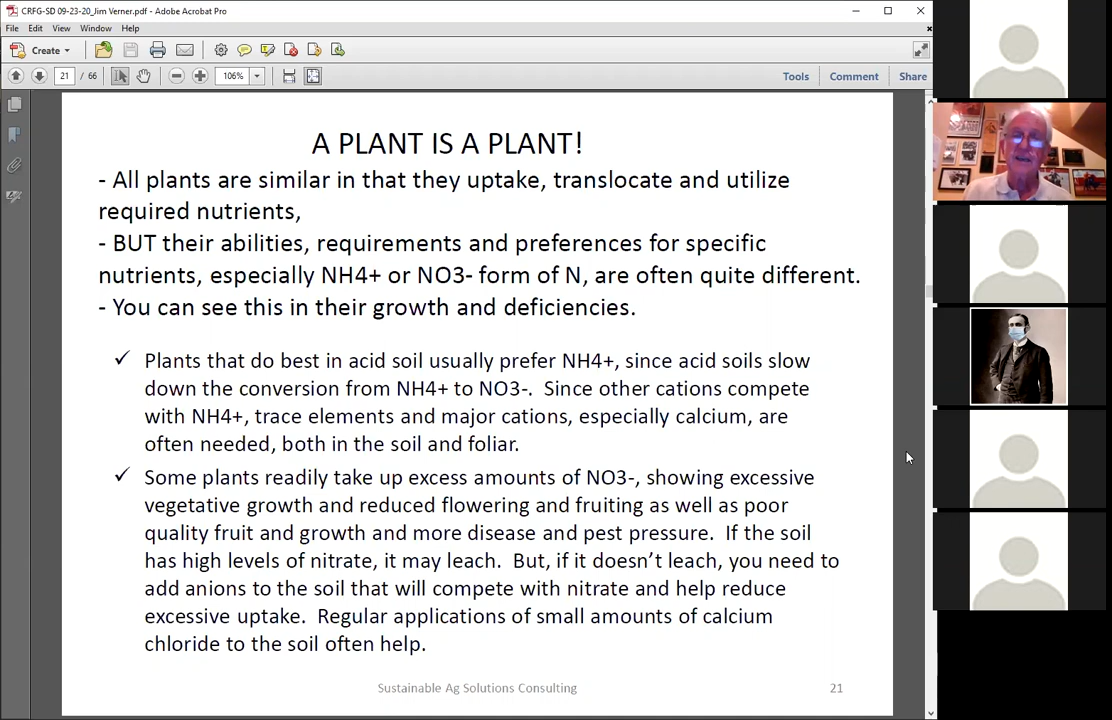 CRFG-SD 09-23-20_Jim Verner.pdf - Adobe Acrobat Pro
File Edit View Window Help
Create
21 / 66 106% Tools Comment Share
A PLANT IS A PLANT!
- All plants are similar in that they uptake, translocate and utilize
required nutrients,
- BUT their abilities, requirements and preferences for specific
nutrients, especially NH4+ or NO3- form of N, are often quite different.
- You can see this in their growth and deficiencies.
✓ Plants that do best in acid soil usually prefer NH4+, since acid soils slow
down the conversion from NH4+ to NO3-. Since other cations compete
with NH4+, trace elements and major cations, especially calcium, are
often needed, both in the soil and foliar.
✓ Some plants readily take up excess amounts of NO3-, showing excessive
vegetative growth and reduced flowering and fruiting as well as poor
quality fruit and growth and more disease and pest pressure. If the soil
has high levels of nitrate, it may leach. But, if it doesn’t leach, you need to
add anions to the soil that will compete with nitrate and help reduce
excessive uptake. Regular applications of small amounts of calcium
chloride to the soil often help.
Sustainable Ag Solutions Consulting 21